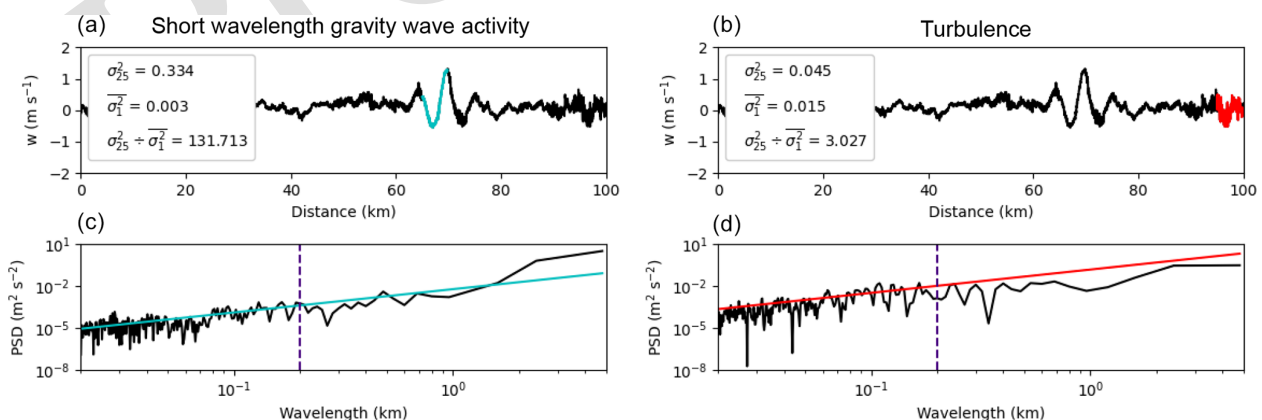 (a) Short wavelength gravity wave activity
2
1
0
−1
−2
w (m s⁻¹)
σ²₂₅ = 0.334
σ²₁ = 0.003
σ²₂₅ ÷ σ²₁ = 131.713
0 20 40 60 80 100
Distance (km)
(b) Turbulence
2
1
0
−1
−2
w (m s⁻¹)
σ²₂₅ = 0.045
σ²₁ = 0.015
σ²₂₅ ÷ σ²₁ = 3.027
0 20 40 60 80 100
Distance (km)
(c)
10¹
10⁻²
10⁻⁵
10⁻⁸
PSD (m² s⁻²)
10⁻¹ 10⁰
Wavelength (km)
(d)
10¹
10⁻²
10⁻⁵
10⁻⁸
PSD (m² s⁻²)
10⁻¹ 10⁰
Wavelength (km)